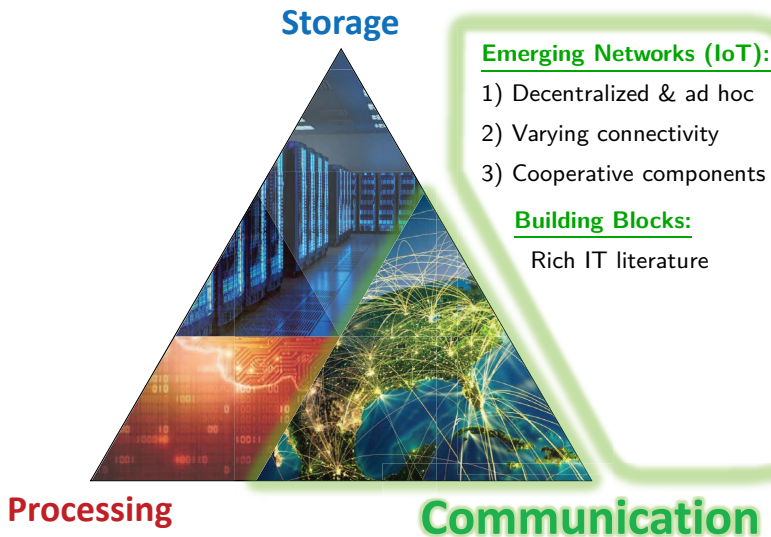 Storage
Emerging Networks (IoT):
1) Decentralized & ad hoc
2) Varying connectivity
3) Cooperative components
Building Blocks:
Rich IT literature
Processing
Communication